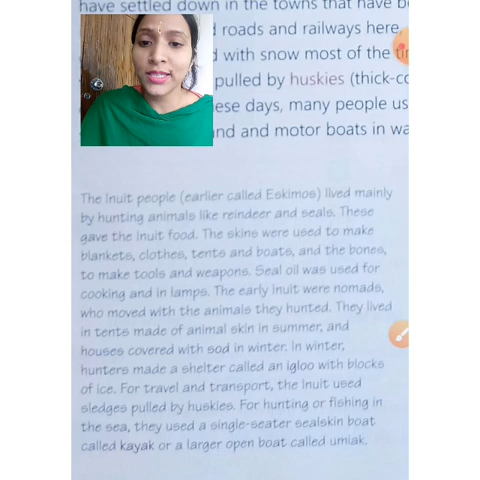 have settled down in the towns that have b
roads and railways here
with snow most of the
pulled by huskies (thick-co
ese days, many people us
nd and motor boats in wa
The Inuit people (earlier called Eskimos) lived mainly
by hunting animals like reindeer and seals. These
gave the Inuit food. The skins were used to make
blankets, clothes, tents and boats, and the bones,
to make tools and weapons. Seal oil was used for
cooking and in lamps. The early Inuit were nomads,
who moved with the animals they hunted. They lived
in tents made of animal skin in summer, and
houses covered with sod in winter. In winter,
hunters made a shelter called an igloo with blocks
of ice. For travel and transport, the Inuit used
sledges pulled by huskies. For hunting or fishing in
the sea, they used a single-seater sealskin boat
called kayak or a larger open boat called umiak.